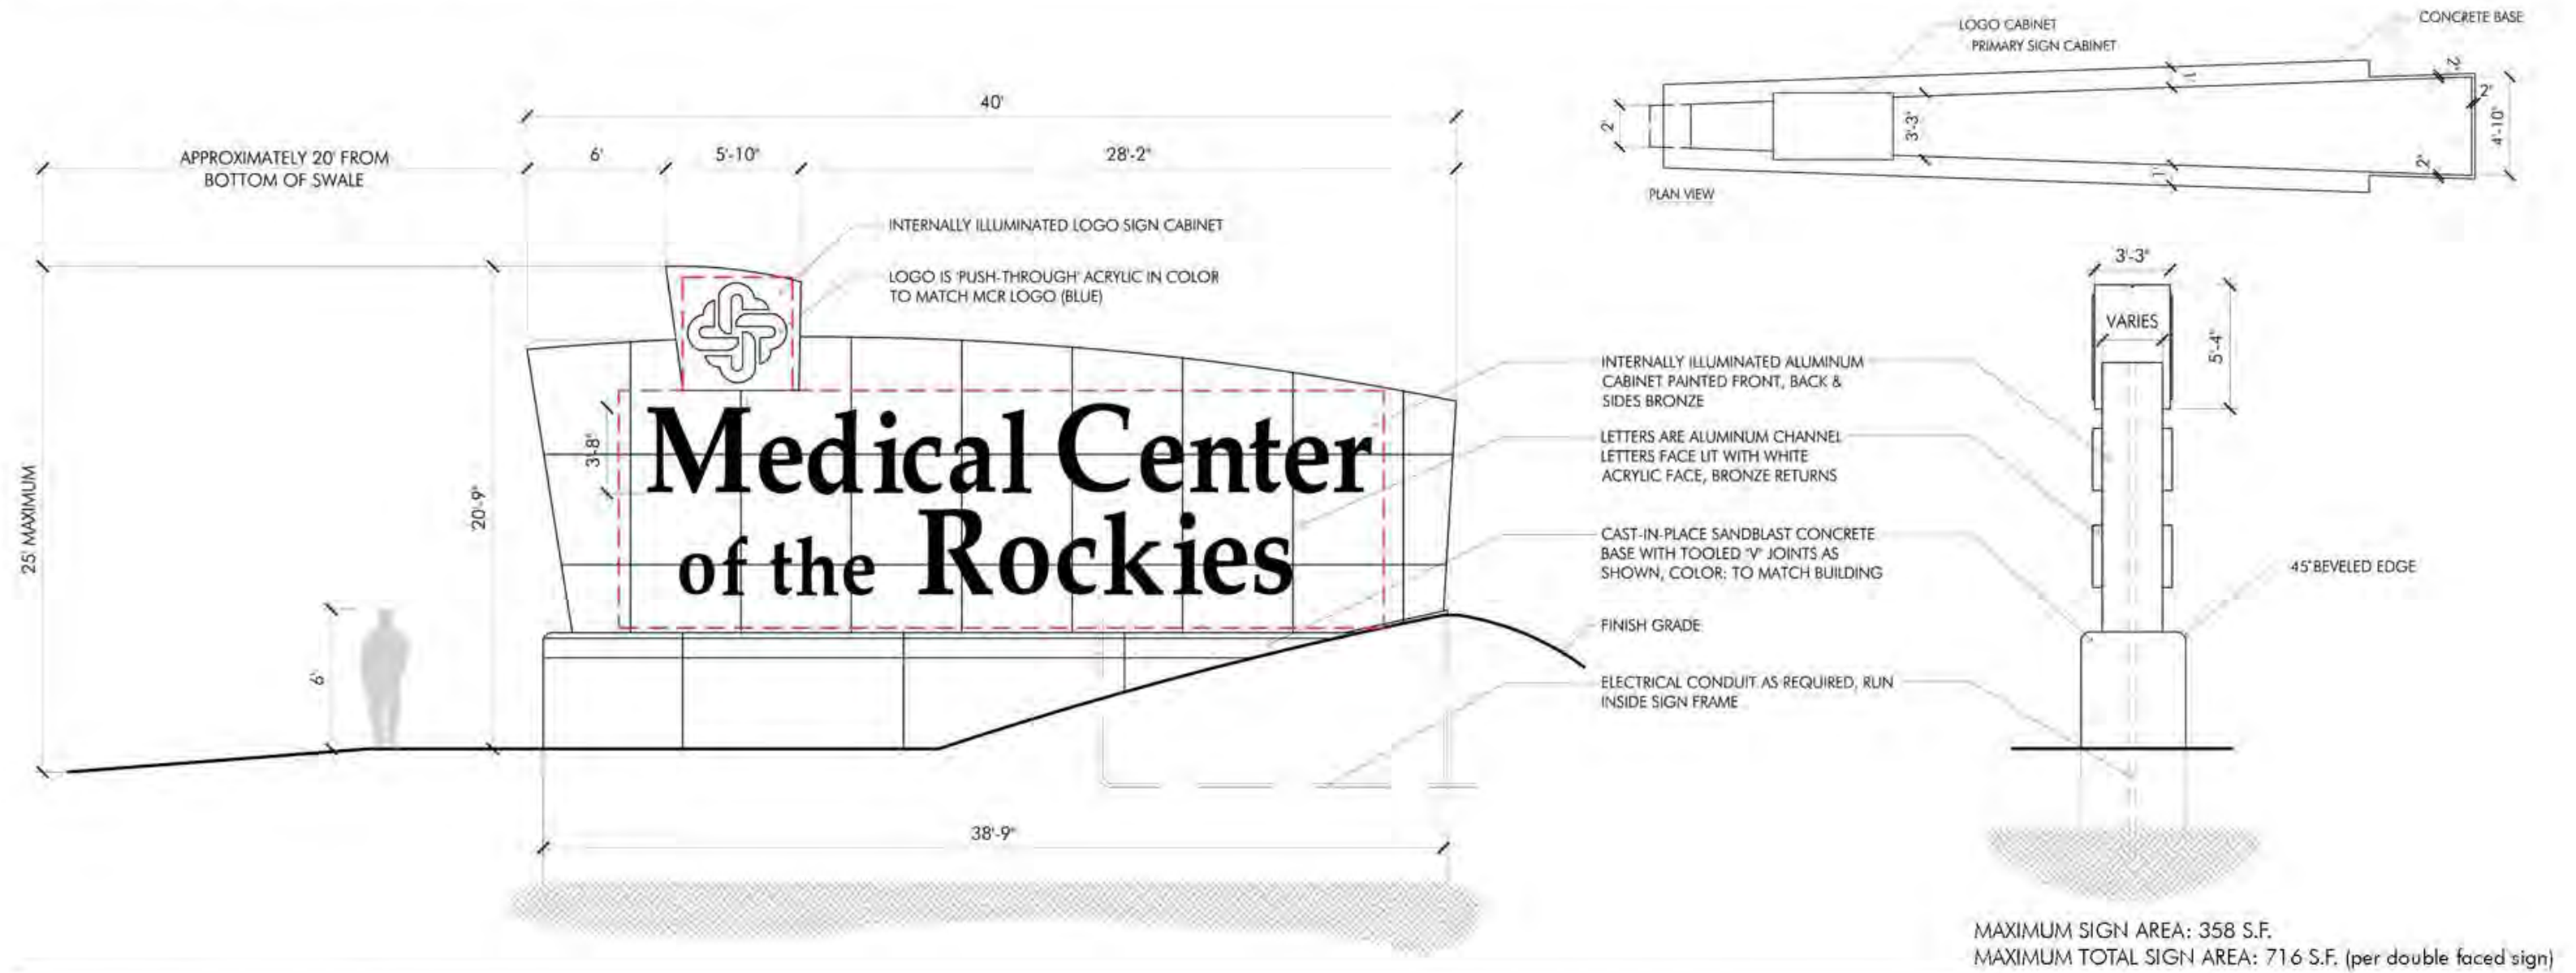 LOGO CABINET
PRIMARY SIGN CABINET
CONCRETE BASE
2"
1'
2"
2'
3'-3"
4'-10"
1'
2"
PLAN VIEW
40'
APPROXIMATELY 20' FROM
BOTTOM OF SWALE
6'
5'-10"
28'-2"
INTERNALLY ILLUMINATED LOGO SIGN CABINET
LOGO IS 'PUSH-THROUGH' ACRYLIC IN COLOR
TO MATCH MCR LOGO (BLUE)
25' MAXIMUM
20'-9"
6'
3'-8"
Medical Center
of the Rockies
38'-9"
INTERNALLY ILLUMINATED ALUMINUM
CABINET PAINTED FRONT, BACK &
SIDES BRONZE
LETTERS ARE ALUMINUM CHANNEL
LETTERS FACE LIT WITH WHITE
ACRYLIC FACE, BRONZE RETURNS
CAST-IN-PLACE SANDBLAST CONCRETE
BASE WITH TOOLED 'V' JOINTS AS
SHOWN, COLOR: TO MATCH BUILDING
FINISH GRADE
ELECTRICAL CONDUIT AS REQUIRED, RUN
INSIDE SIGN FRAME
3'-3"
VARIES
5'-4"
45° BEVELED EDGE
MAXIMUM SIGN AREA: 358 S.F.
MAXIMUM TOTAL SIGN AREA: 716 S.F. (per double faced sign)